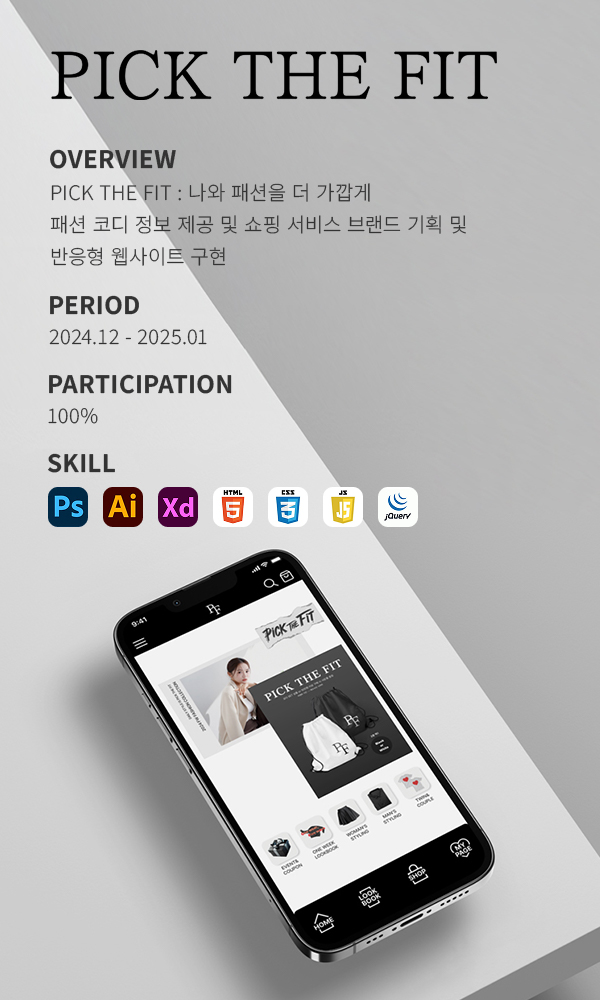 PICK THE FIT
OVERVIEW
PICK THE FIT : 나와 패션을 더 가깝게
패션 코디 정보 제공 및 쇼핑 서비스 브랜드 기획 및
반응형 웹사이트 구현
PERIOD
2024.12 - 2025.01
PARTICIPATION
100%
SKILL
Ps Ai Xd HTML 5 CSS 3 JS JS jQuery
9:41
PF
PICK THE FIT
PICK THE FIT
PF
PF
EVENT& COUPON
ONE WEEK LOOKBOOK
WOMAN'S STYLING
MAN'S STYLING
TWIN& COUPLE
HOME
LOOK BOOK
SHOP
MY PAGE